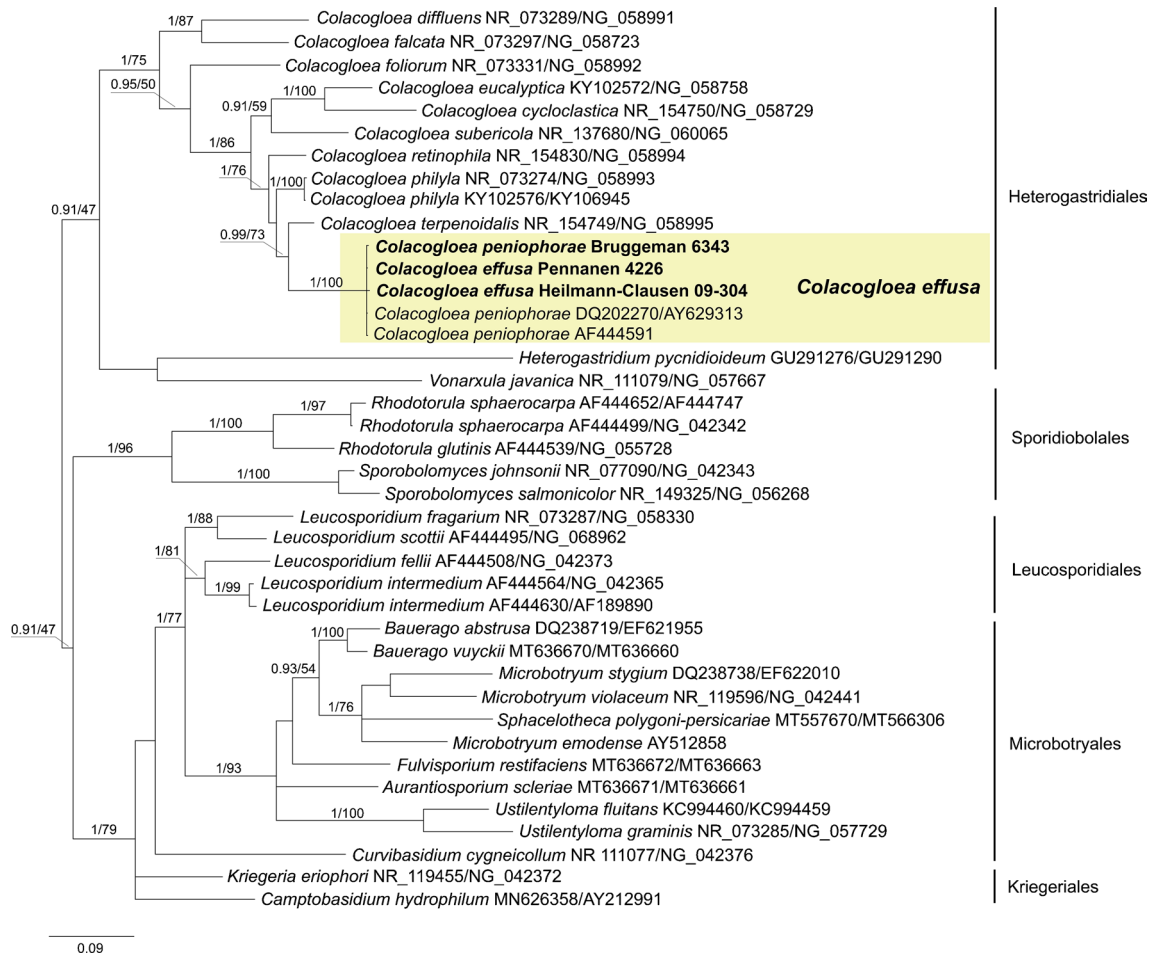 Colacogloea diffluens NR_073289/NG_058991
1/87
Colacogloea falcata NR_073297/NG_058723
1/75
Colacogloea foliorum NR_073331/NG_058992
0.95/50
Colacogloea eucalyptica KY102572/NG_058758
1/100
0.91/59
Colacogloea cycloclastica NR_154750/NG_058729
Colacogloea subericola NR_137680/NG_060065
1/86
Colacogloea retinophila NR_154830/NG_058994
1/76
1/100
Colacogloea philyla NR_073274/NG_058993
Colacogloea philyla KY102576/KY106945
Heterogastridiales
0.91/47
Colacogloea terpenoidalis NR_154749/NG_058995
0.99/73
Colacogloea peniophorae Bruggeman 6343
Colacogloea effusa Pennanen 4226
1/100
Colacogloea effusa Heilmann-Clausen 09-304
Colacogloea effusa
Colacogloea peniophorae DQ202270/AY629313
Colacogloea peniophorae AF444591
Heterogastridium pycnidioideum GU291276/GU291290
Vonarxula javanica NR_111079/NG_057667
Rhodotorula sphaerocarpa AF444652/AF444747
1/97
Rhodotorula sphaerocarpa AF444499/NG_042342
1/100
Sporidiobolales
1/96
Rhodotorula glutinis AF444539/NG_055728
Sporobolomyces johnsonii NR_077090/NG_042343
1/100
Sporobolomyces salmonicolor NR_149325/NG_056268
Leucosporidium fragarium NR_073287/NG_058330
1/88
Leucosporidium scottii AF444495/NG_068962
1/81
Leucosporidium fellii AF444508/NG_042373
Leucosporidiales
1/99
Leucosporidium intermedium AF444564/NG_042365
Leucosporidium intermedium AF444630/AF189890
1/77
0.91/47
Bauerago abstrusa DQ238719/EF621955
1/100
Bauerago vuyckii MT636670/MT636660
0.93/54
Microbotryum stygium DQ238738/EF622010
Microbotryum violaceum NR_119596/NG_042441
1/76
Sphacelotheca polygoni-persicariae MT557670/MT566306
Microbotryum emodense AY512858
Microbotryales
Fulvisporium restifaciens MT636672/MT636663
1/93
Aurantiosporium scleriae MT636671/MT636661
Ustilentyloma fluitans KC994460/KC994459
1/100
Ustilentyloma graminis NR_073285/NG_057729
1/79
Curvibasidium cygneicollum NR 111077/NG_042376
Kriegeria eriophori NR_119455/NG_042372
Kriegeriales
Camptobasidium hydrophilum MN626358/AY212991
0.09